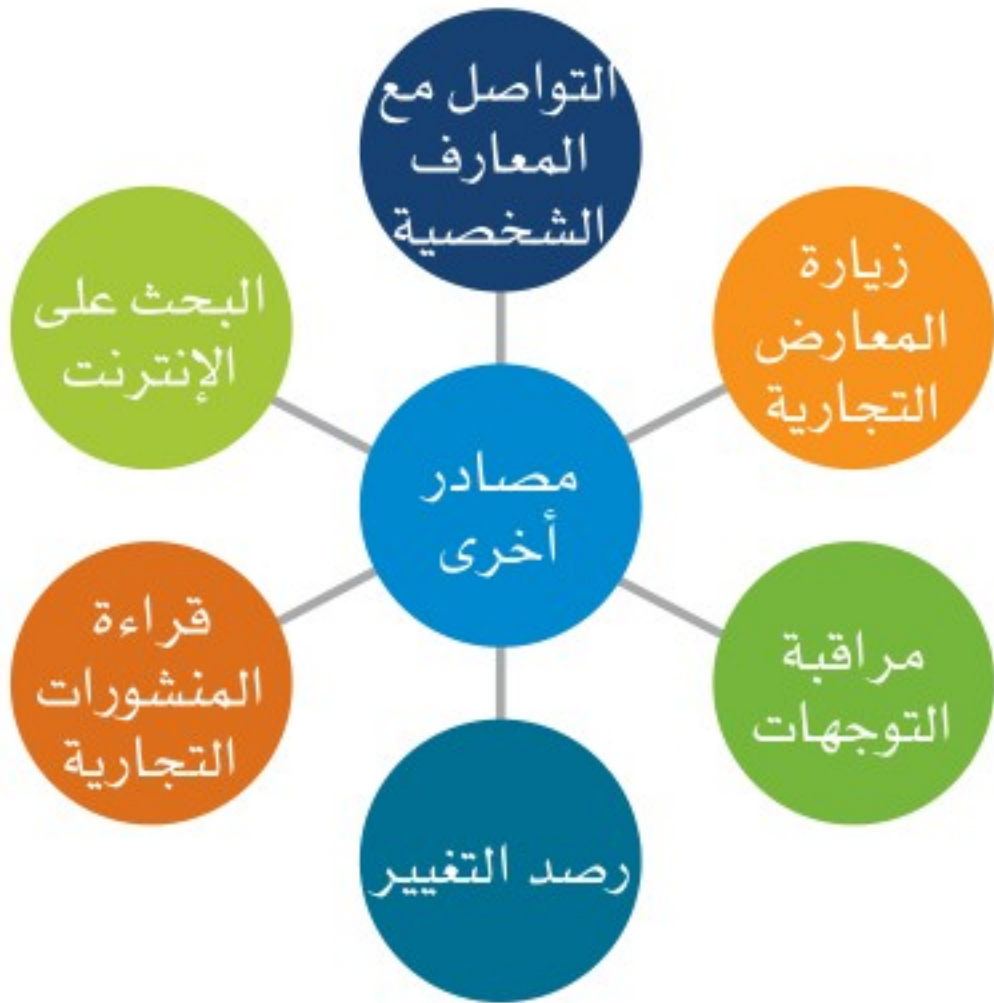 التواصل مع
المعارف
الشخصية
زيارة
المعارض
التجارية
مراقبة
التوجهات
رصد التغيير
قراءة
المنشورات
التجارية
البحث على
الإنترنت
مصادر
أخرى